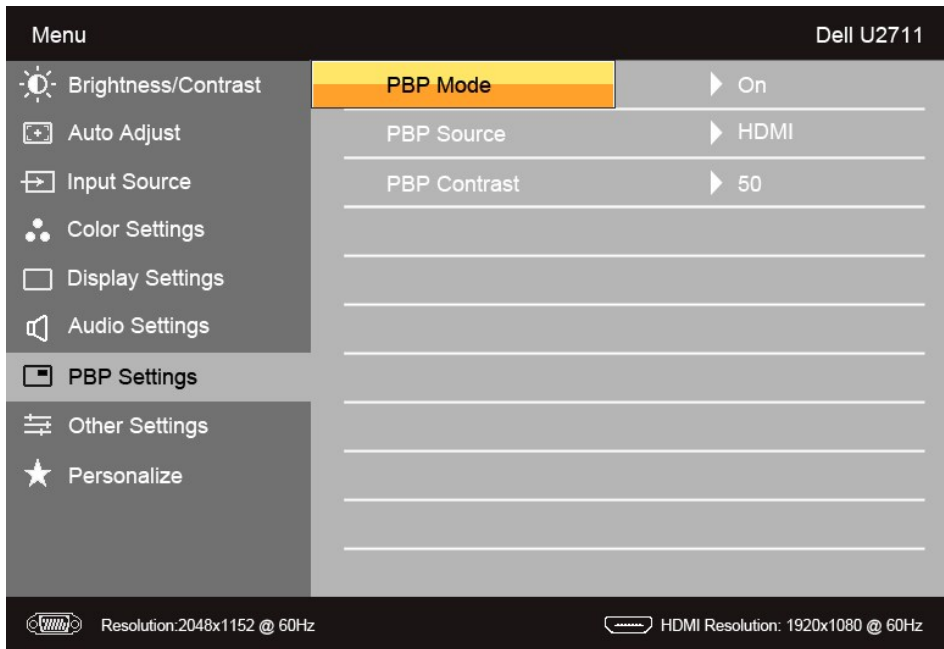 Menu Dell U2711
Brightness/Contrast PBP Mode On
Auto Adjust PBP Source HDMI
Input Source PBP Contrast 50
Color Settings
Display Settings
Audio Settings
PBP Settings
Other Settings
Personalize
Resolution:2048x1152 @ 60Hz HDMI Resolution: 1920x1080 @ 60Hz